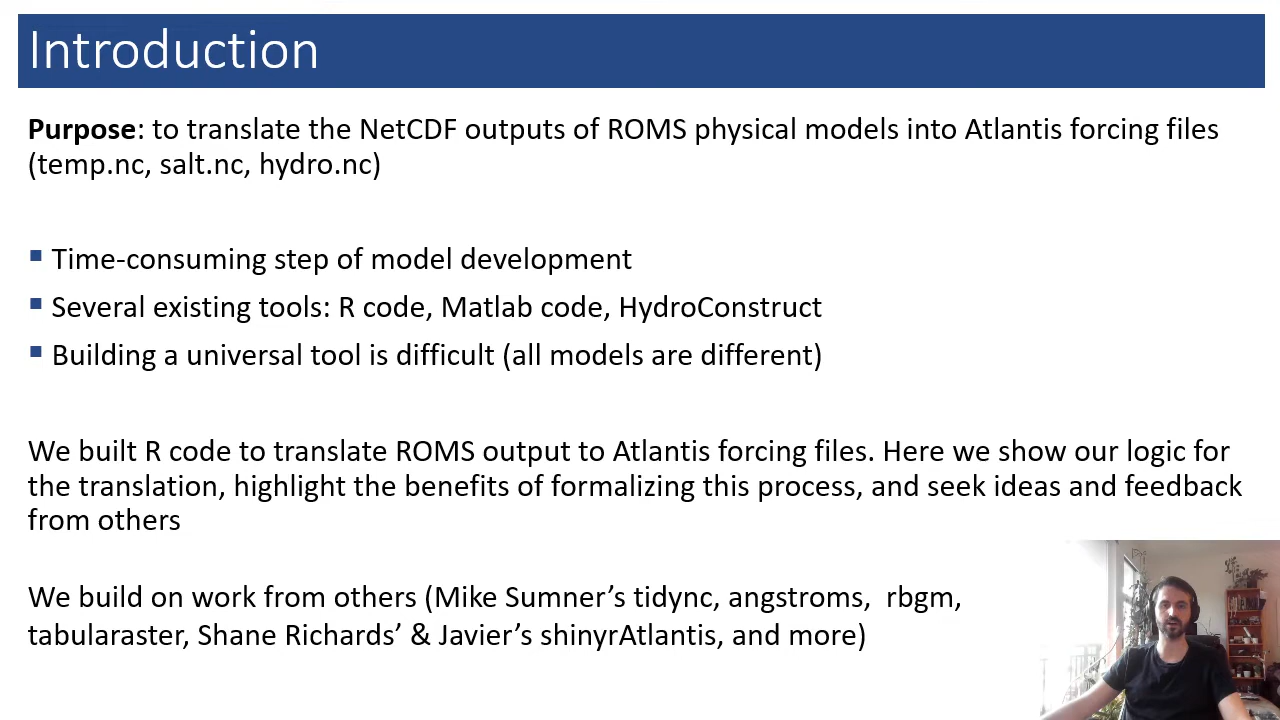 Introduction
Purpose: to translate the NetCDF outputs of ROMS physical models into Atlantis forcing files
(temp.nc, salt.nc, hydro.nc)
▪ Time-consuming step of model development
▪ Several existing tools: R code, Matlab code, HydroConstruct
▪ Building a universal tool is difficult (all models are different)
We built R code to translate ROMS output to Atlantis forcing files. Here we show our logic for
the translation, highlight the benefits of formalizing this process, and seek ideas and feedback
from others
We build on work from others (Mike Sumner’s tidync, angstroms,  rbgm,
tabularaster, Shane Richards’ & Javier’s shinyrAtlantis, and more)